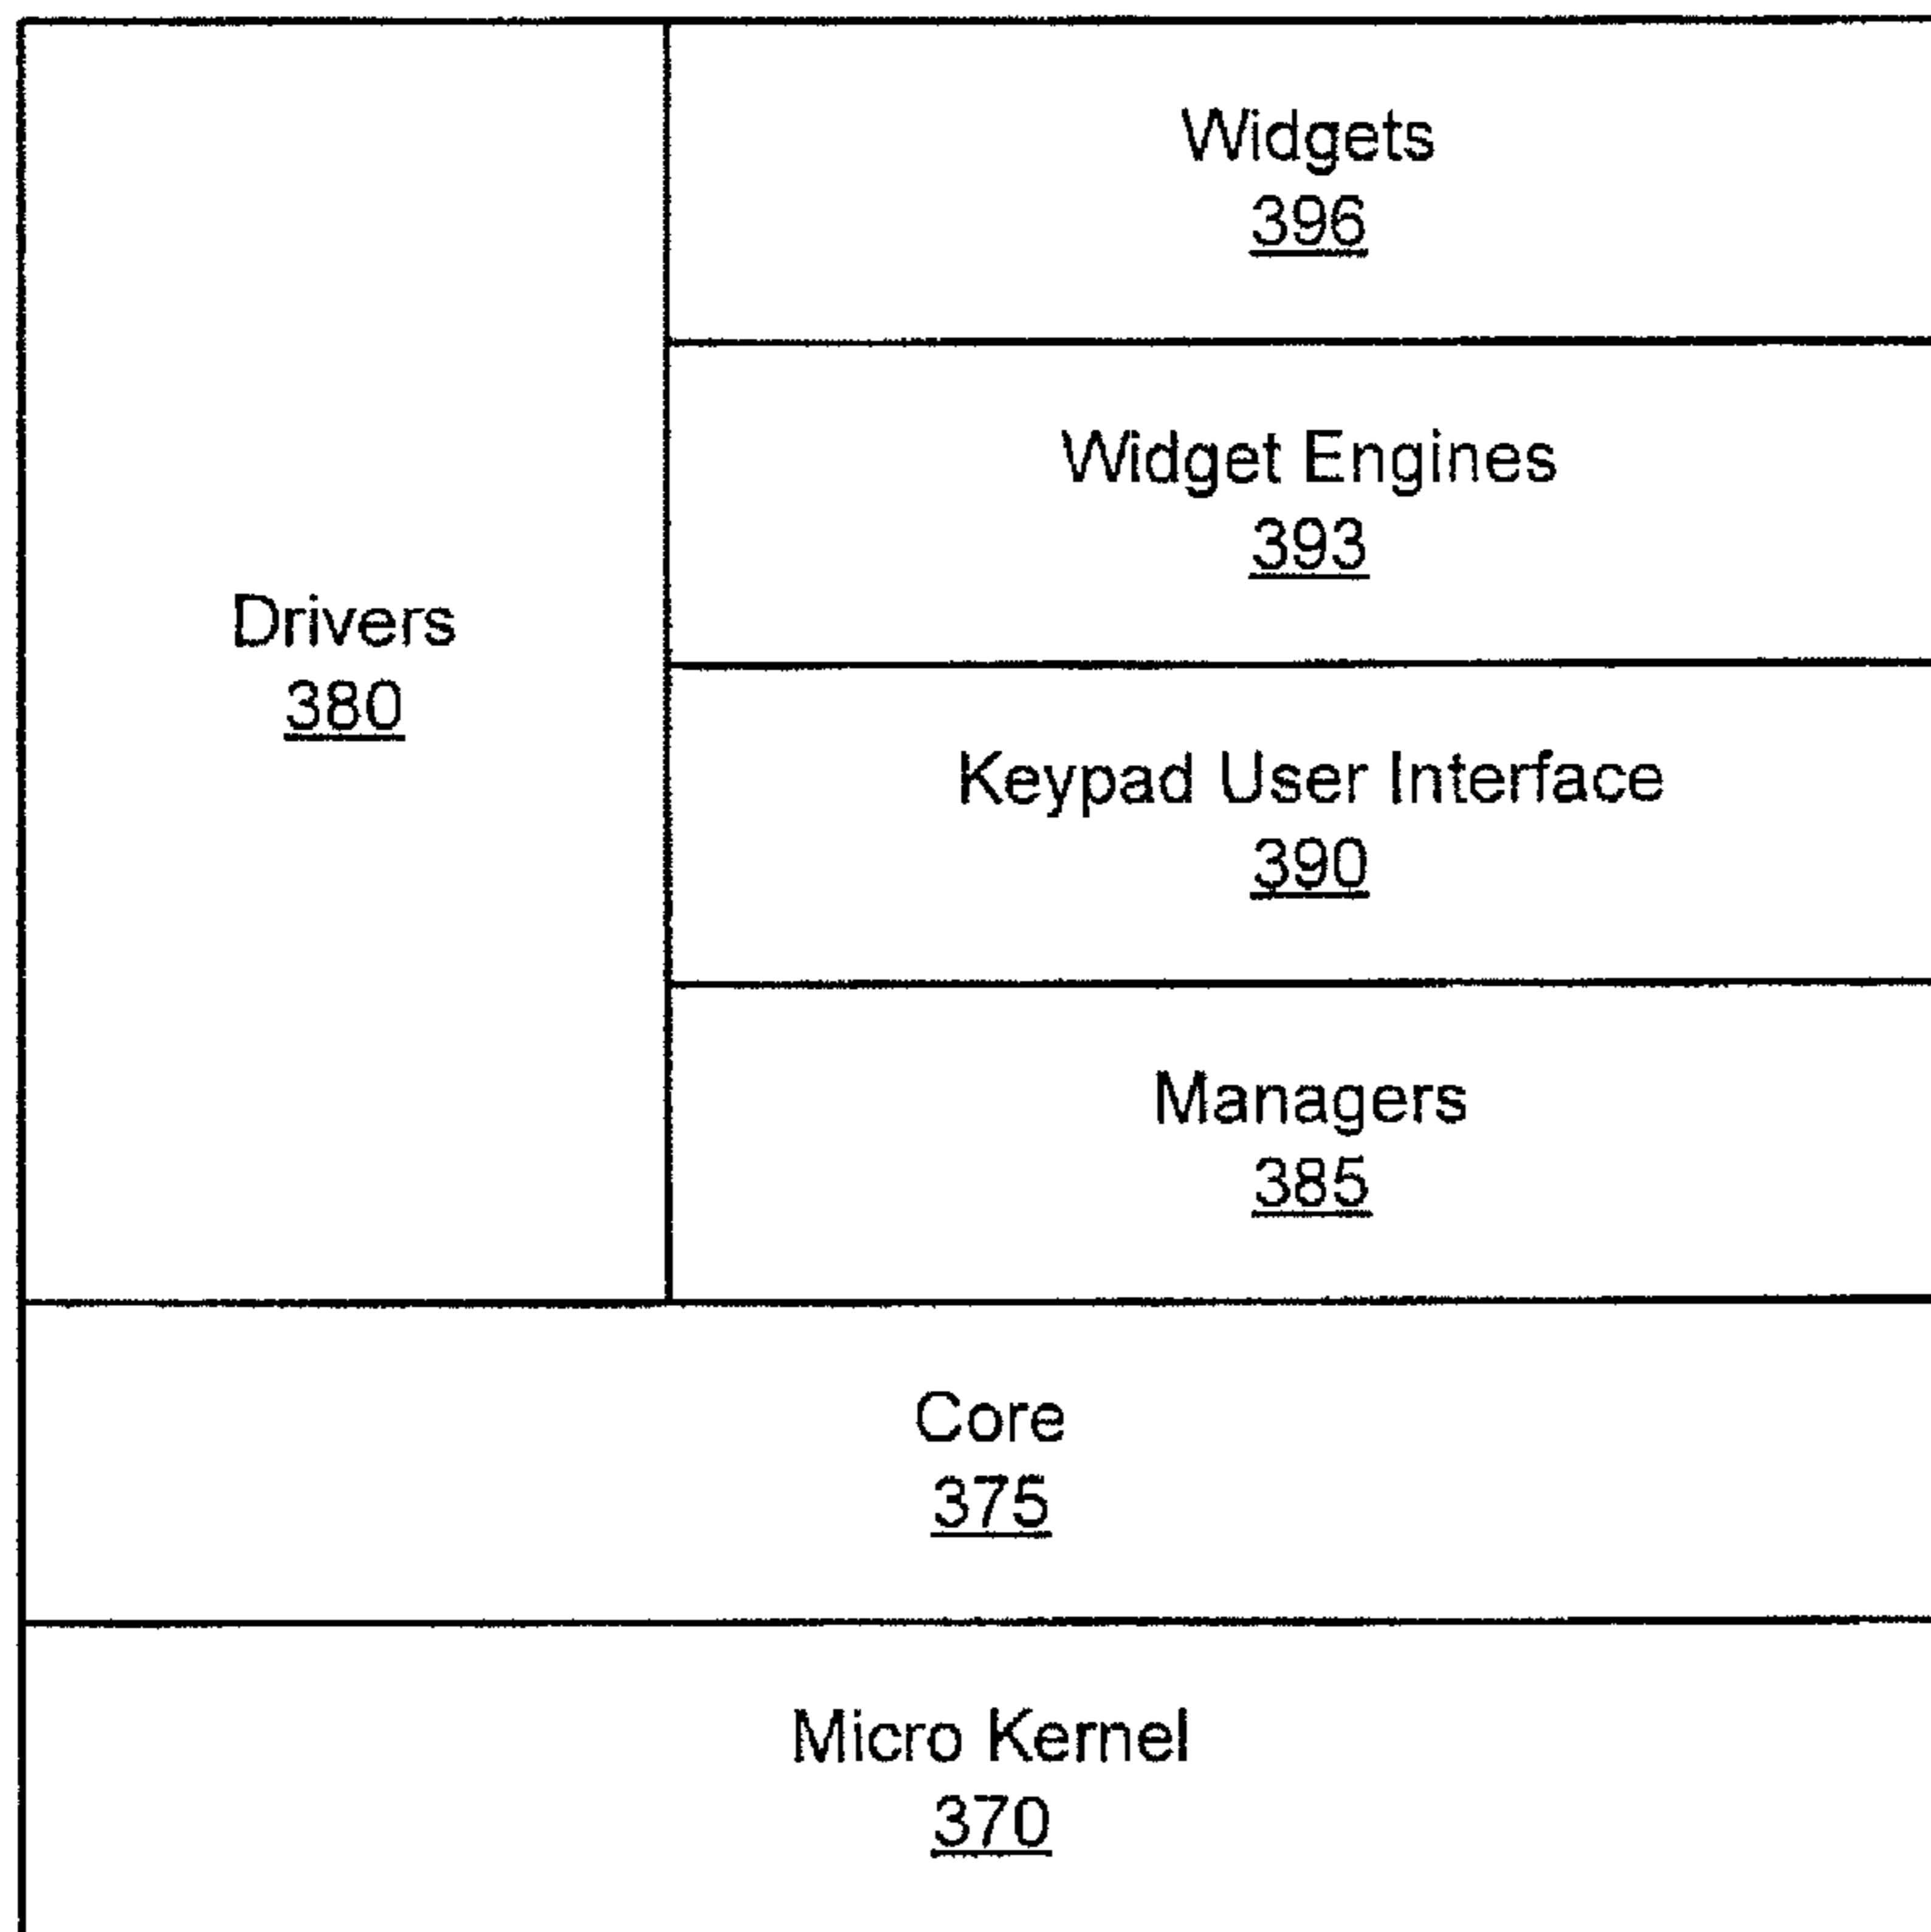 Widgets
396
Widget Engines
393
Drivers
380
Keypad User Interface
390
Managers
385
Core
375
Micro Kernel
370